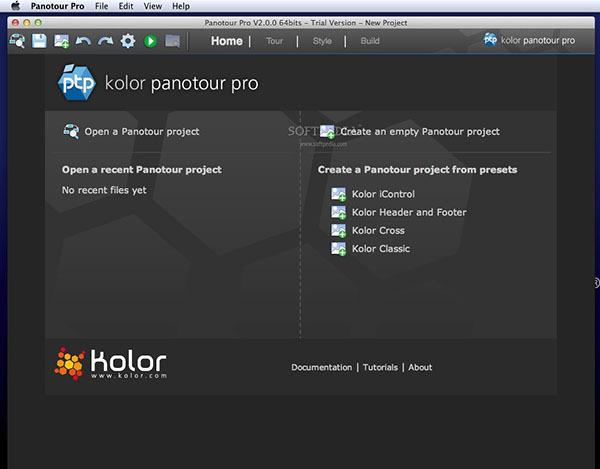 Panotour Pro File Edit View Help
Panotour Pro V2.0.0 64bits – Trial Version – New Project
Home | Tour | Style | Build
kolor panotour pro
ptp kolor panotour pro
Open a Panotour project
Create an empty Panotour project
SOFTPEDIA
www.softpedia.com
Open a recent Panotour project
Create a Panotour project from presets
No recent files yet
Kolor iControl
Kolor Header and Footer
Kolor Cross
Kolor Classic
kolor
www.kolor.com
Documentation | Tutorials | About